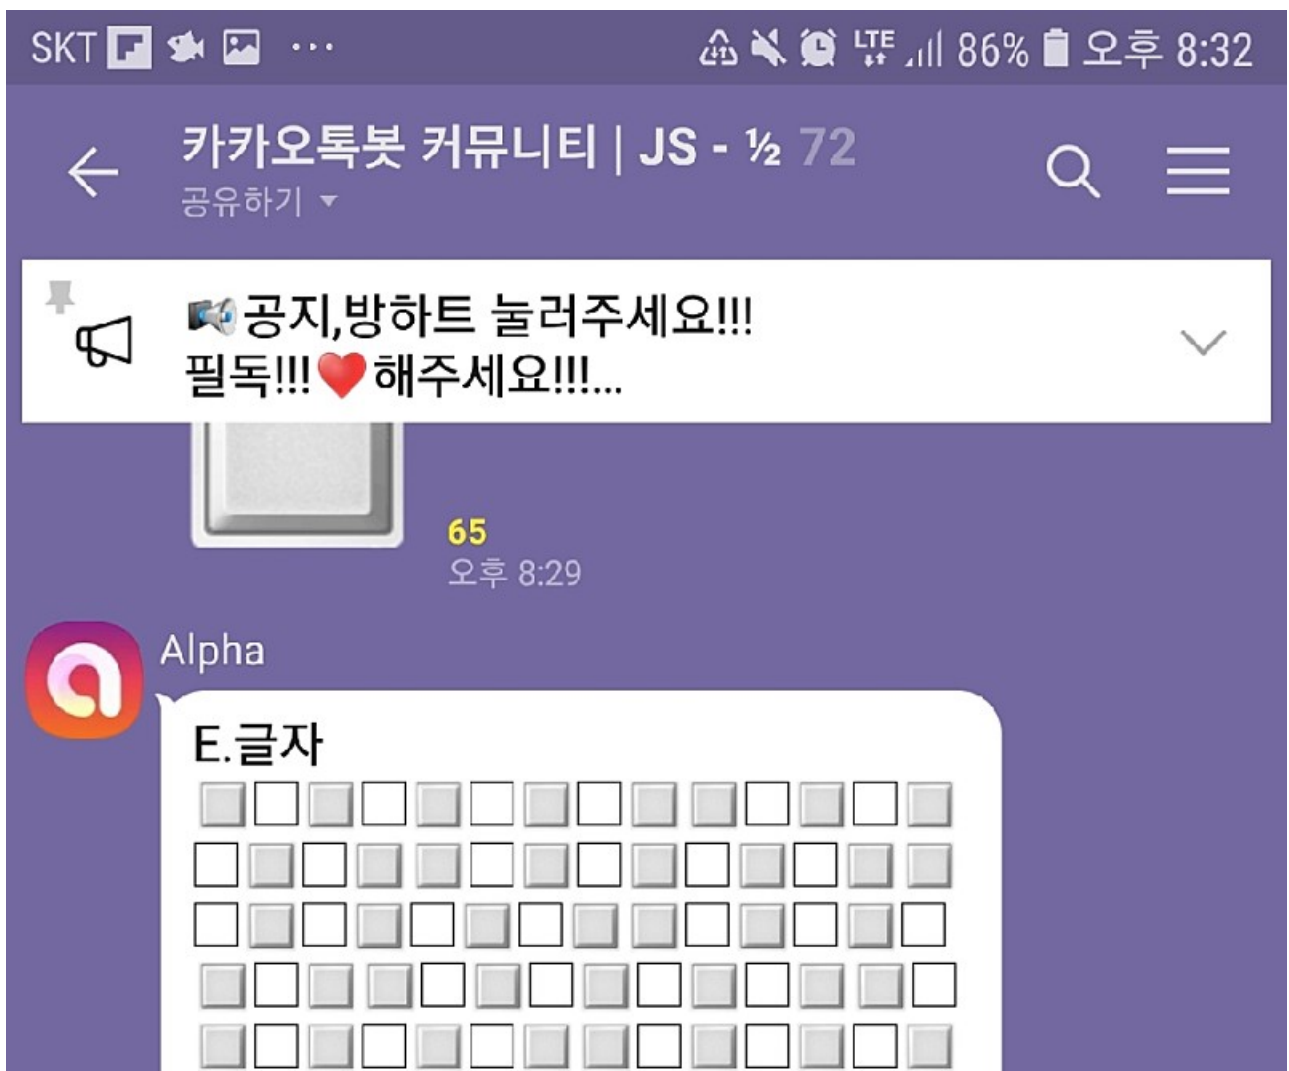 SKT ... LTE 86% 오후 8:32
카카오톡봇 커뮤니티 | JS - ½ 72
공유하기
공지,방하트 눌러주세요!!!
필독!!!❤해주세요!!!...
65
오후 8:29
Alpha
E.글자